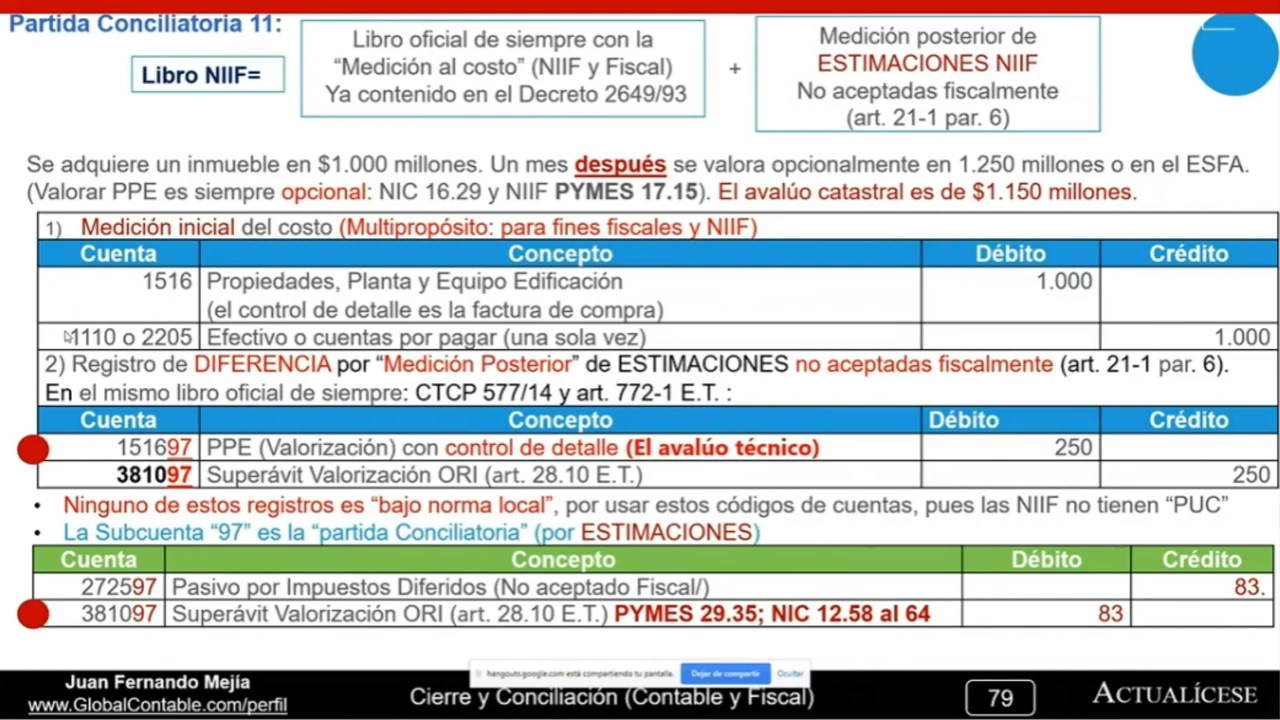 Partida Conciliatoria 11:
Libro NIIF=
Libro oficial de siempre con la
“Medición al costo” (NIIF y Fiscal)
Ya contenido en el Decreto 2649/93
+
Medición posterior de
ESTIMACIONES NIIF
No aceptadas fiscalmente
(art. 21-1 par. 6)
Se adquiere un inmueble en $1.000 millones. Un mes después se valora opcionalmente en 1.250 millones o en el ESFA.
(Valorar PPE es siempre opcional: NIC 16.29 y NIIF PYMES 17.15). El avalúo catastral es de $1.150 millones.
1) Medición inicial del costo (Multipropósito: para fines fiscales y NIIF)
Cuenta Concepto Débito Crédito
1516 Propiedades, Planta y Equipo Edificación 1.000
(el control de detalle es la factura de compra)
1110 o 2205 Efectivo o cuentas por pagar (una sola vez) 1.000
2) Registro de DIFERENCIA por “Medición Posterior” de ESTIMACIONES no aceptadas fiscalmente (art. 21-1 par. 6).
En el mismo libro oficial de siempre: CTCP 577/14 y art. 772-1 E.T. :
Cuenta Concepto Débito Crédito
151697 PPE (Valorización) con control de detalle (El avalúo técnico) 250
381097 Superávit Valorización ORI (art. 28.10 E.T.) 250
• Ninguno de estos registros es “bajo norma local”, por usar estos códigos de cuentas, pues las NIIF no tienen “PUC”
• La Subcuenta “97” es la “partida Conciliatoria” (por ESTIMACIONES)
Cuenta Concepto Débito Crédito
272597 Pasivo por Impuestos Diferidos (No aceptado Fiscal/) 83.
381097 Superávit Valorización ORI (art. 28.10 E.T.) PYMES 29.35; NIC 12.58 al 64 83
hangouts.google.com está compartiendo tu pantalla. Dejar de compartir Ocultar
Juan Fernando Mejía
www.GlobalContable.com/perfil
Cierre y Conciliación (Contable y Fiscal)
79
ACTUALÍCESE